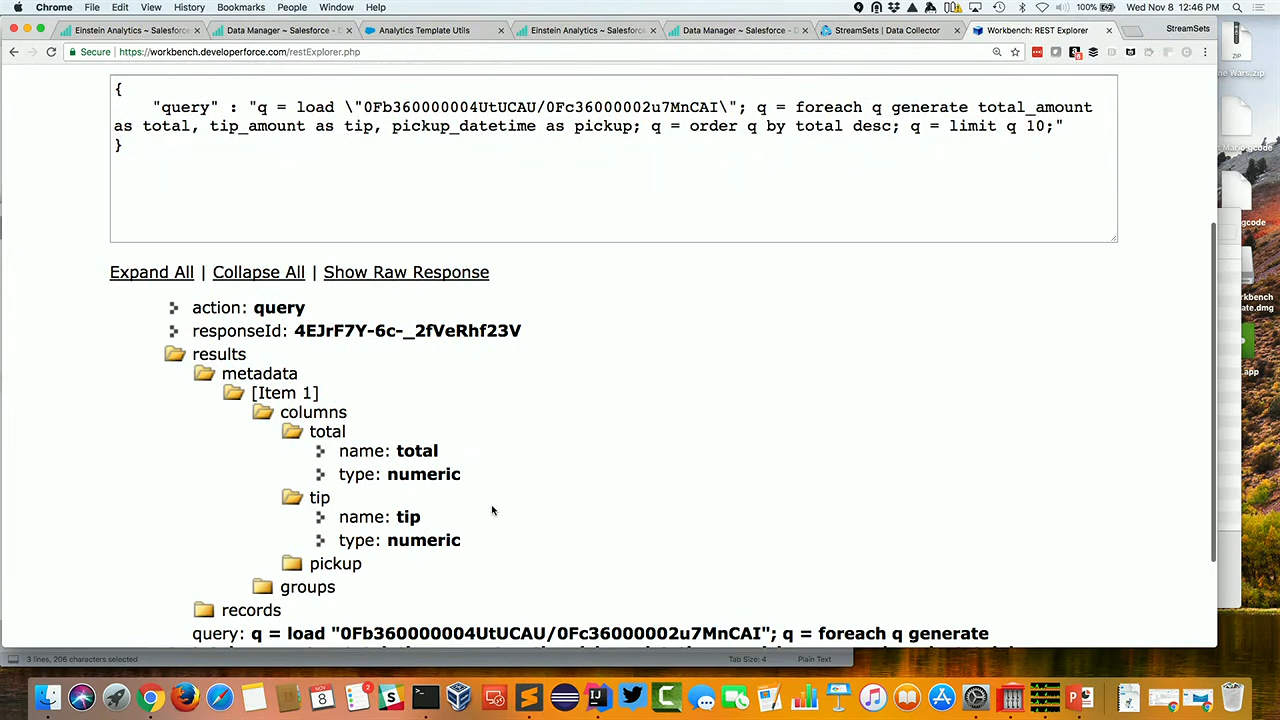 Chrome File Edit View History Bookmarks People Window Help 100% Wed Nov 8 12:46 PM
Einstein Analytics ~ Salesforce Data Manager ~ Salesforce - D Analytics Template Utils Einstein Analytics ~ Salesforce Data Manager ~ Salesforce - D StreamSets | Data Collector Workbench: REST Explorer StreamSets
Secure | https://workbench.developerforce.com/restExplorer.php
{
"query" : "q = load \"0Fb360000004UtUCAU/0Fc36000002u7MnCAI\"; q = foreach q generate total_amount
as total, tip_amount as tip, pickup_datetime as pickup; q = order q by total desc; q = limit q 10;"
}
Expand All | Collapse All | Show Raw Response
action: query
responseId: 4EJrF7Y-6c-_2fVeRhf23V
results
metadata
[Item 1]
columns
total
name: total
type: numeric
tip
name: tip
type: numeric
pickup
groups
records
query: q = load "0Fb360000004UtUCAU/0Fc36000002u7MnCAI"; q = foreach q generate
3 lines, 206 characters selected Tab Size: 4 Plain Text
ZIP